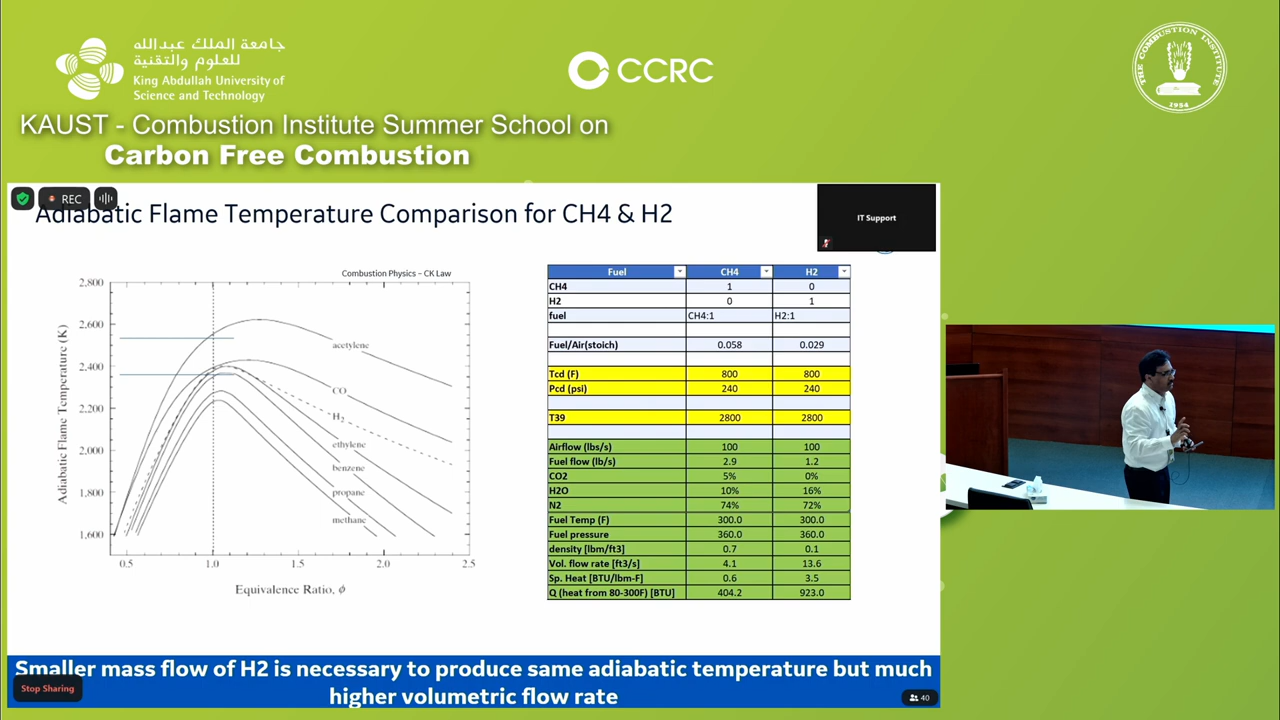 جامعة الملك عبدالله
للعلوم والتقنية
King Abdullah University of
Science and Technology
CCRC
THE COMBUSTION INSTITUTE
1954
KAUST - Combustion Institute Summer School on
Carbon Free Combustion
REC
IT Support
Adiabatic Flame Temperature Comparison for CH4 & H2
Combustion Physics – CK Law
2,800
2,600
2,400
2,200
2,000
1,800
1,600
Adiabatic Flame Temperature (K)
acetylene
CO
H2
ethylene
benzene
propane
methane
0.5 1.0 1.5 2.0 2.5
Equivalence Ratio, ϕ
Fuel CH4 H2
CH4 1 0
H2 0 1
fuel CH4:1 H2:1
Fuel/Air(stoich) 0.058 0.029
Tcd (F) 800 800
Pcd (psi) 240 240
T39 2800 2800
Airflow (lbs/s) 100 100
Fuel flow (lb/s) 2.9 1.2
CO2 5% 0%
H2O 10% 16%
N2 74% 72%
Fuel Temp (F) 300.0 300.0
Fuel pressure 360.0 360.0
density [lbm/ft3] 0.7 0.1
Vol. flow rate [ft3/s] 4.1 13.6
Sp. Heat [BTU/lbm-F] 0.6 3.5
Q (heat from 80-300F) [BTU] 404.2 923.0
Smaller mass flow of H2 is necessary to produce same adiabatic temperature but much
higher volumetric flow rate
Stop Sharing
40